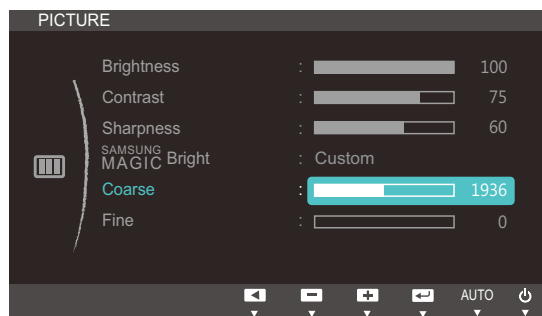 PICTURE
Brightness : 100
Contrast : 75
Sharpness : 60
SAMSUNG
MAGIC Bright : Custom
Coarse : 1936
Fine : 0
AUTO